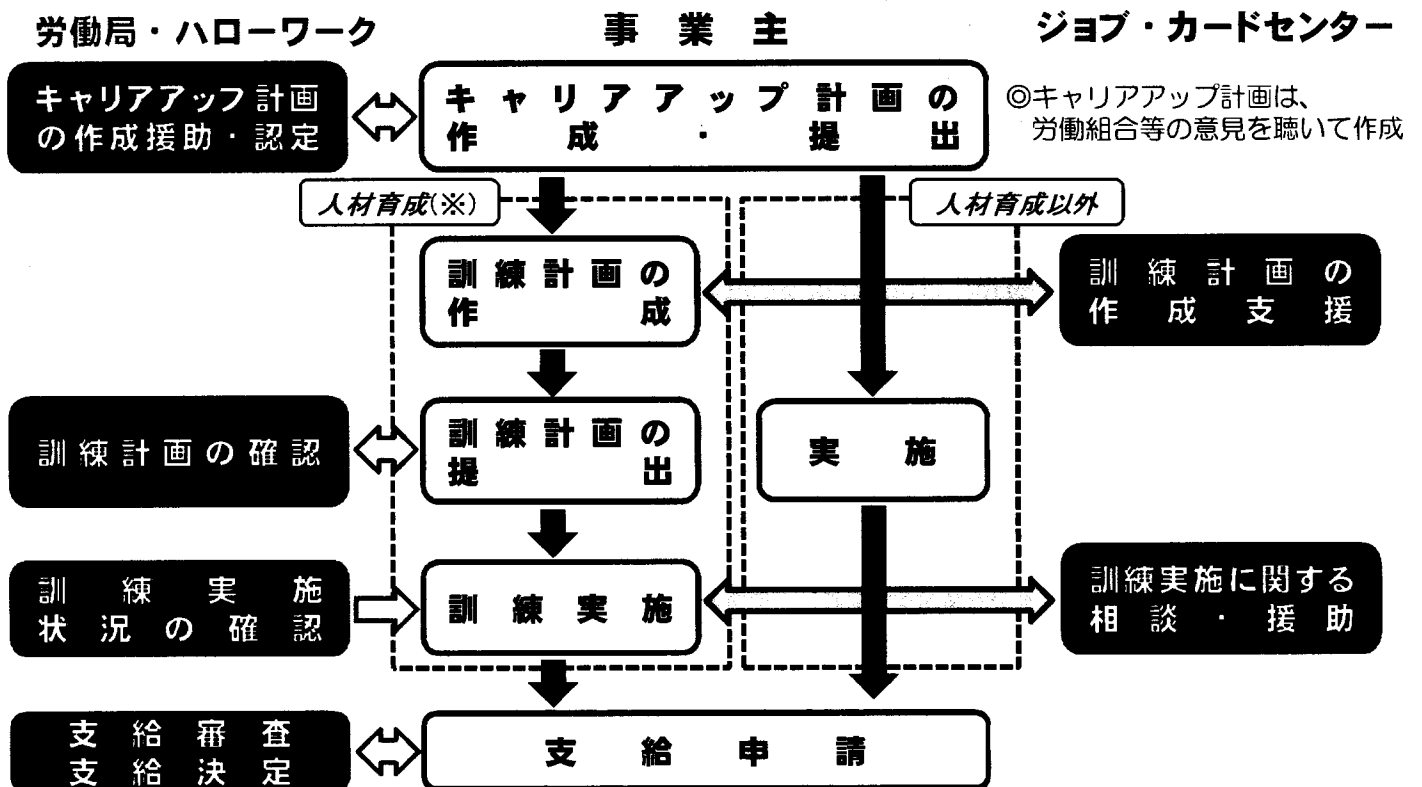 労働局・ハローワーク
事業主
ジョブ・カードセンター
キャリアアップ計画
の作成援助・認定
キャリアアップ計画の
作成・提出
◎キャリアアップ計画は、
労働組合等の意見を聴いて作成
人材育成(※)
人材育成以外
訓練計画の
作成
訓練計画の
作成支援
訓練計画の確認
訓練計画の
提出
実施
訓練実施
状況の確認
訓練実施
訓練実施に関する
相談・援助
支給審査
支給決定
支給申請